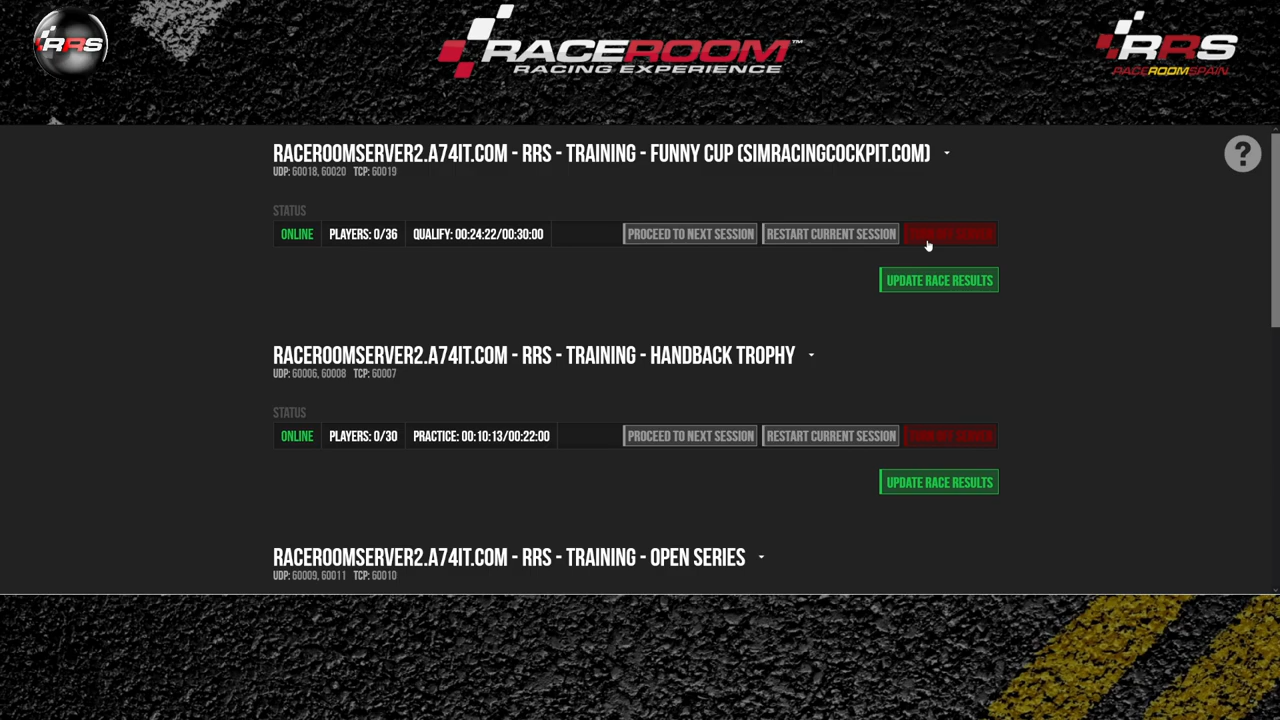 RRS
RACEROOM™
RACING EXPERIENCE
RRS
RACEROOMSPAIN
RACEROOMSERVER2.A74IT.COM - RRS - TRAINING - FUNNY CUP (SIMRACINGCOCKPIT.COM)
UDP: 60018, 60020 TCP: 60019
?
STATUS
ONLINE PLAYERS: 0/36 QUALIFY: 00:24:22/00:30:00 PROCEED TO NEXT SESSION RESTART CURRENT SESSION
UPDATE RACE RESULTS
RACEROOMSERVER2.A74IT.COM - RRS - TRAINING - HANDBACK TROPHY
UDP: 60006, 60008 TCP: 60007
STATUS
ONLINE PLAYERS: 0/30 PRACTICE: 00:10:13/00:22:00 PROCEED TO NEXT SESSION RESTART CURRENT SESSION TURN OFF SERVER
UPDATE RACE RESULTS
RACEROOMSERVER2.A74IT.COM - RRS - TRAINING - OPEN SERIES
UDP: 60009, 60011 TCP: 60010